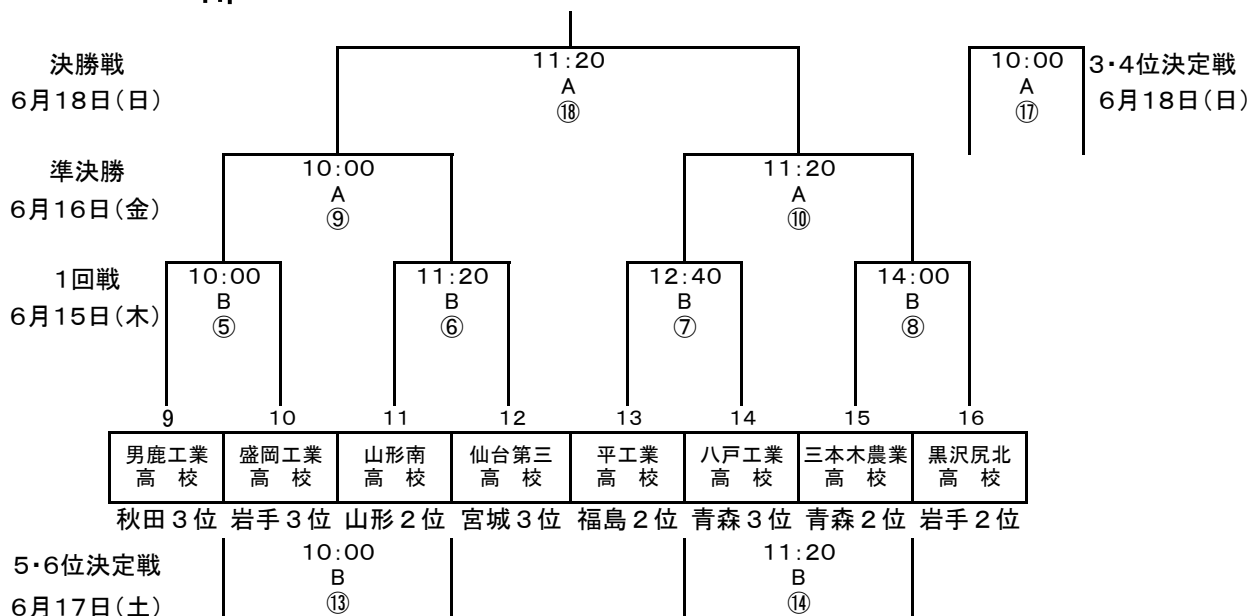 決勝戦
6月18日(日)
11:20
A
⑱
10:00
A
⑰
3・4位決定戦
6月18日(日)
準決勝
6月16日(金)
10:00
A
⑨
11:20
A
⑩
1回戦
6月15日(木)
10:00
B
⑤
11:20
B
⑥
12:40
B
⑦
14:00
B
⑧
9 10 11 12 13 14 15 16
男鹿工業 盛岡工業 山形南 仙台第三 平工業 八戸工業 三本木農業 黒沢尻北
高 校 高 校 高 校 高 校 高 校 高 校 高 校 高 校
秋田3位 岩手3位 山形2位 宮城3位 福島2位 青森3位 青森2位 岩手2位
5・6位決定戦
6月17日(土)
10:00
B
⑬
11:20
B
⑭